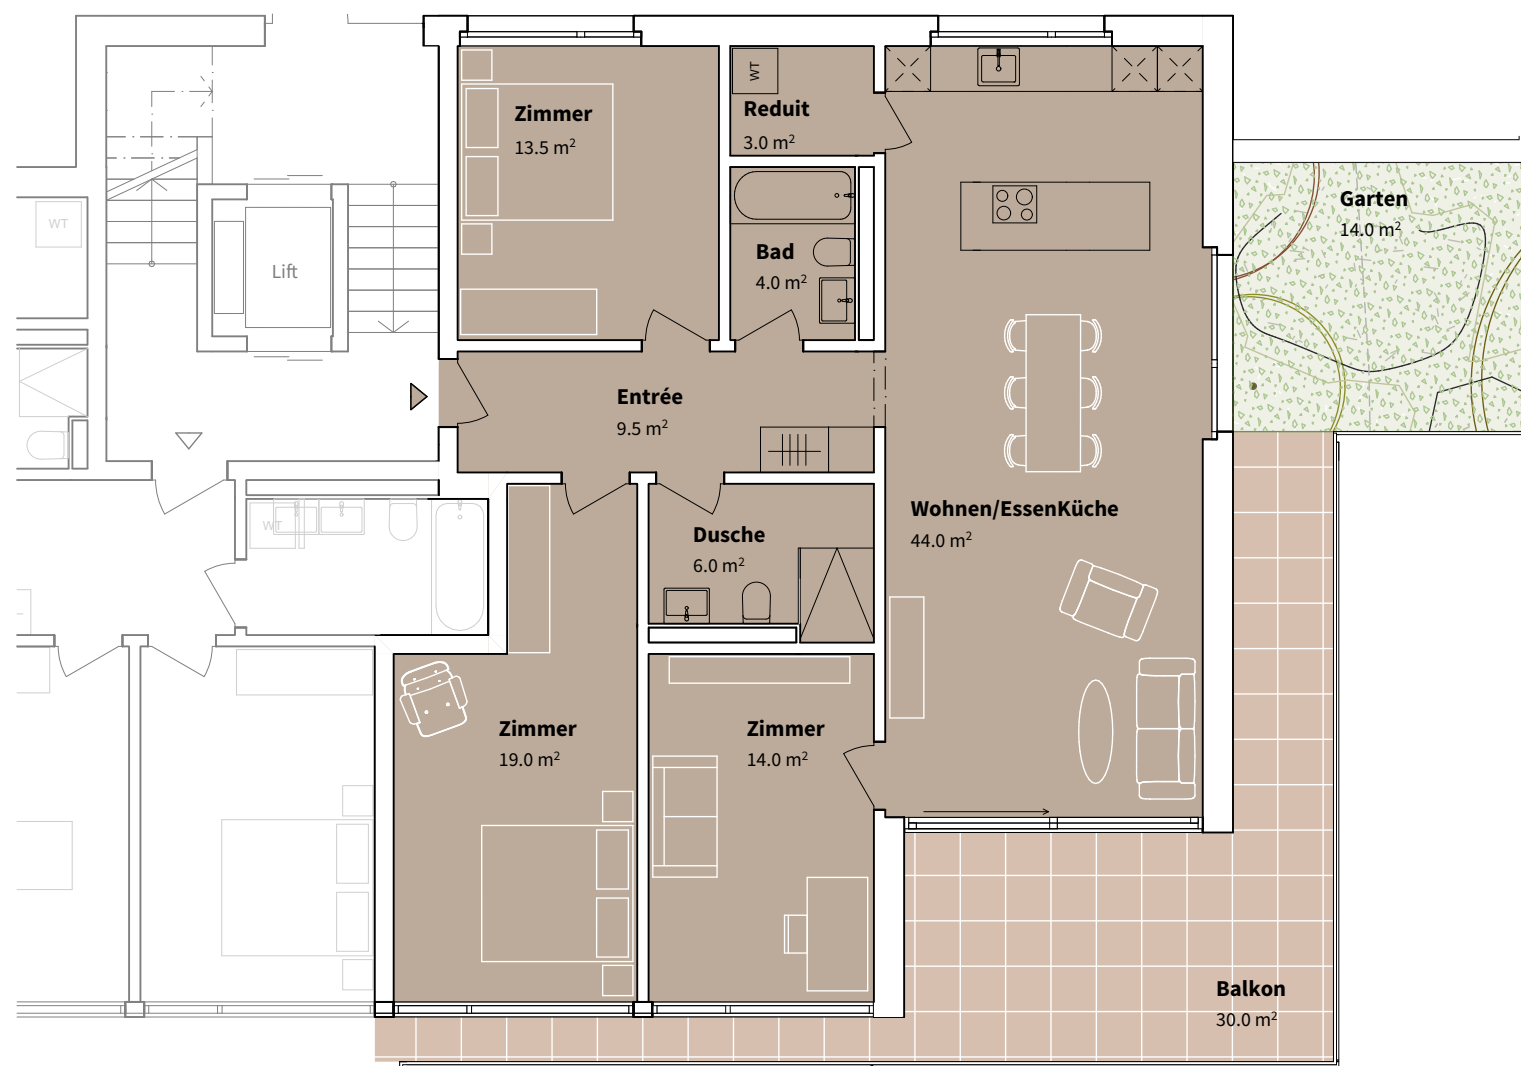 Zimmer
13.5 m²
WT
Reduit
3.0 m²
Garten
14.0 m²
WT
Lift
Bad
4.0 m²
Entrée
9.5 m²
Wohnen/EssenKüche
44.0 m²
WT
Dusche
6.0 m²
Zimmer
19.0 m²
Zimmer
14.0 m²
Balkon
30.0 m²